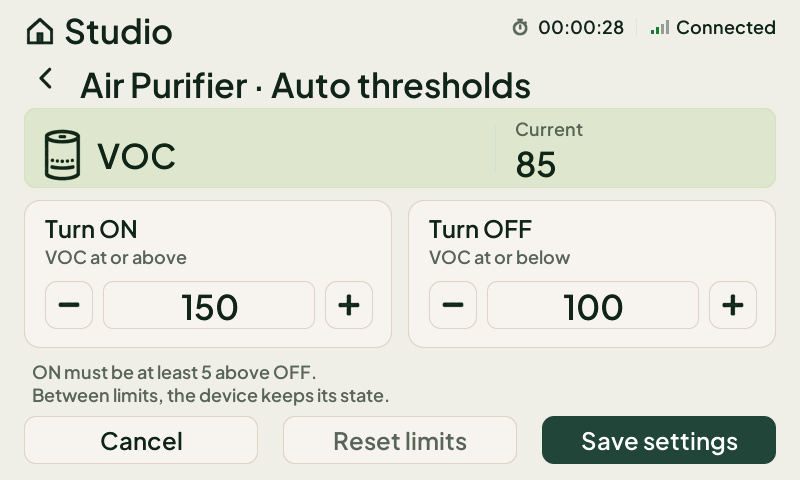 Studio
00:00:28
Connected
Air Purifier · Auto thresholds
VOC
Current
85
Turn ON
VOC at or above
150
Turn OFF
VOC at or below
100
ON must be at least 5 above OFF.
Between limits, the device keeps its state.
Cancel
Reset limits
Save settings